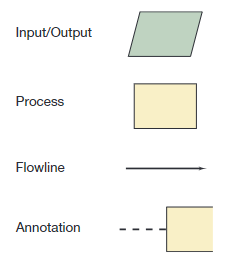 Input/Output
Process
Flowline
Annotation